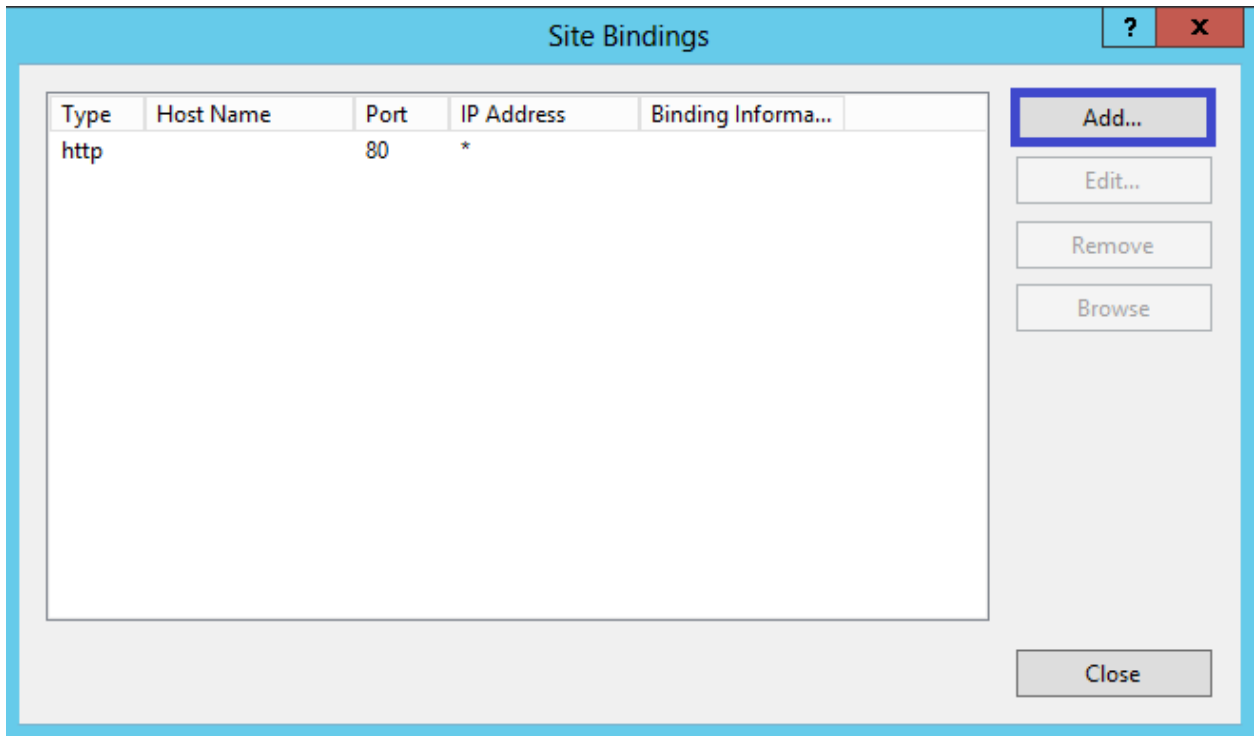 Site Bindings
?
x
Type Host Name Port IP Address Binding Informa...
http 80 *
Add...
Edit...
Remove
Browse
Close